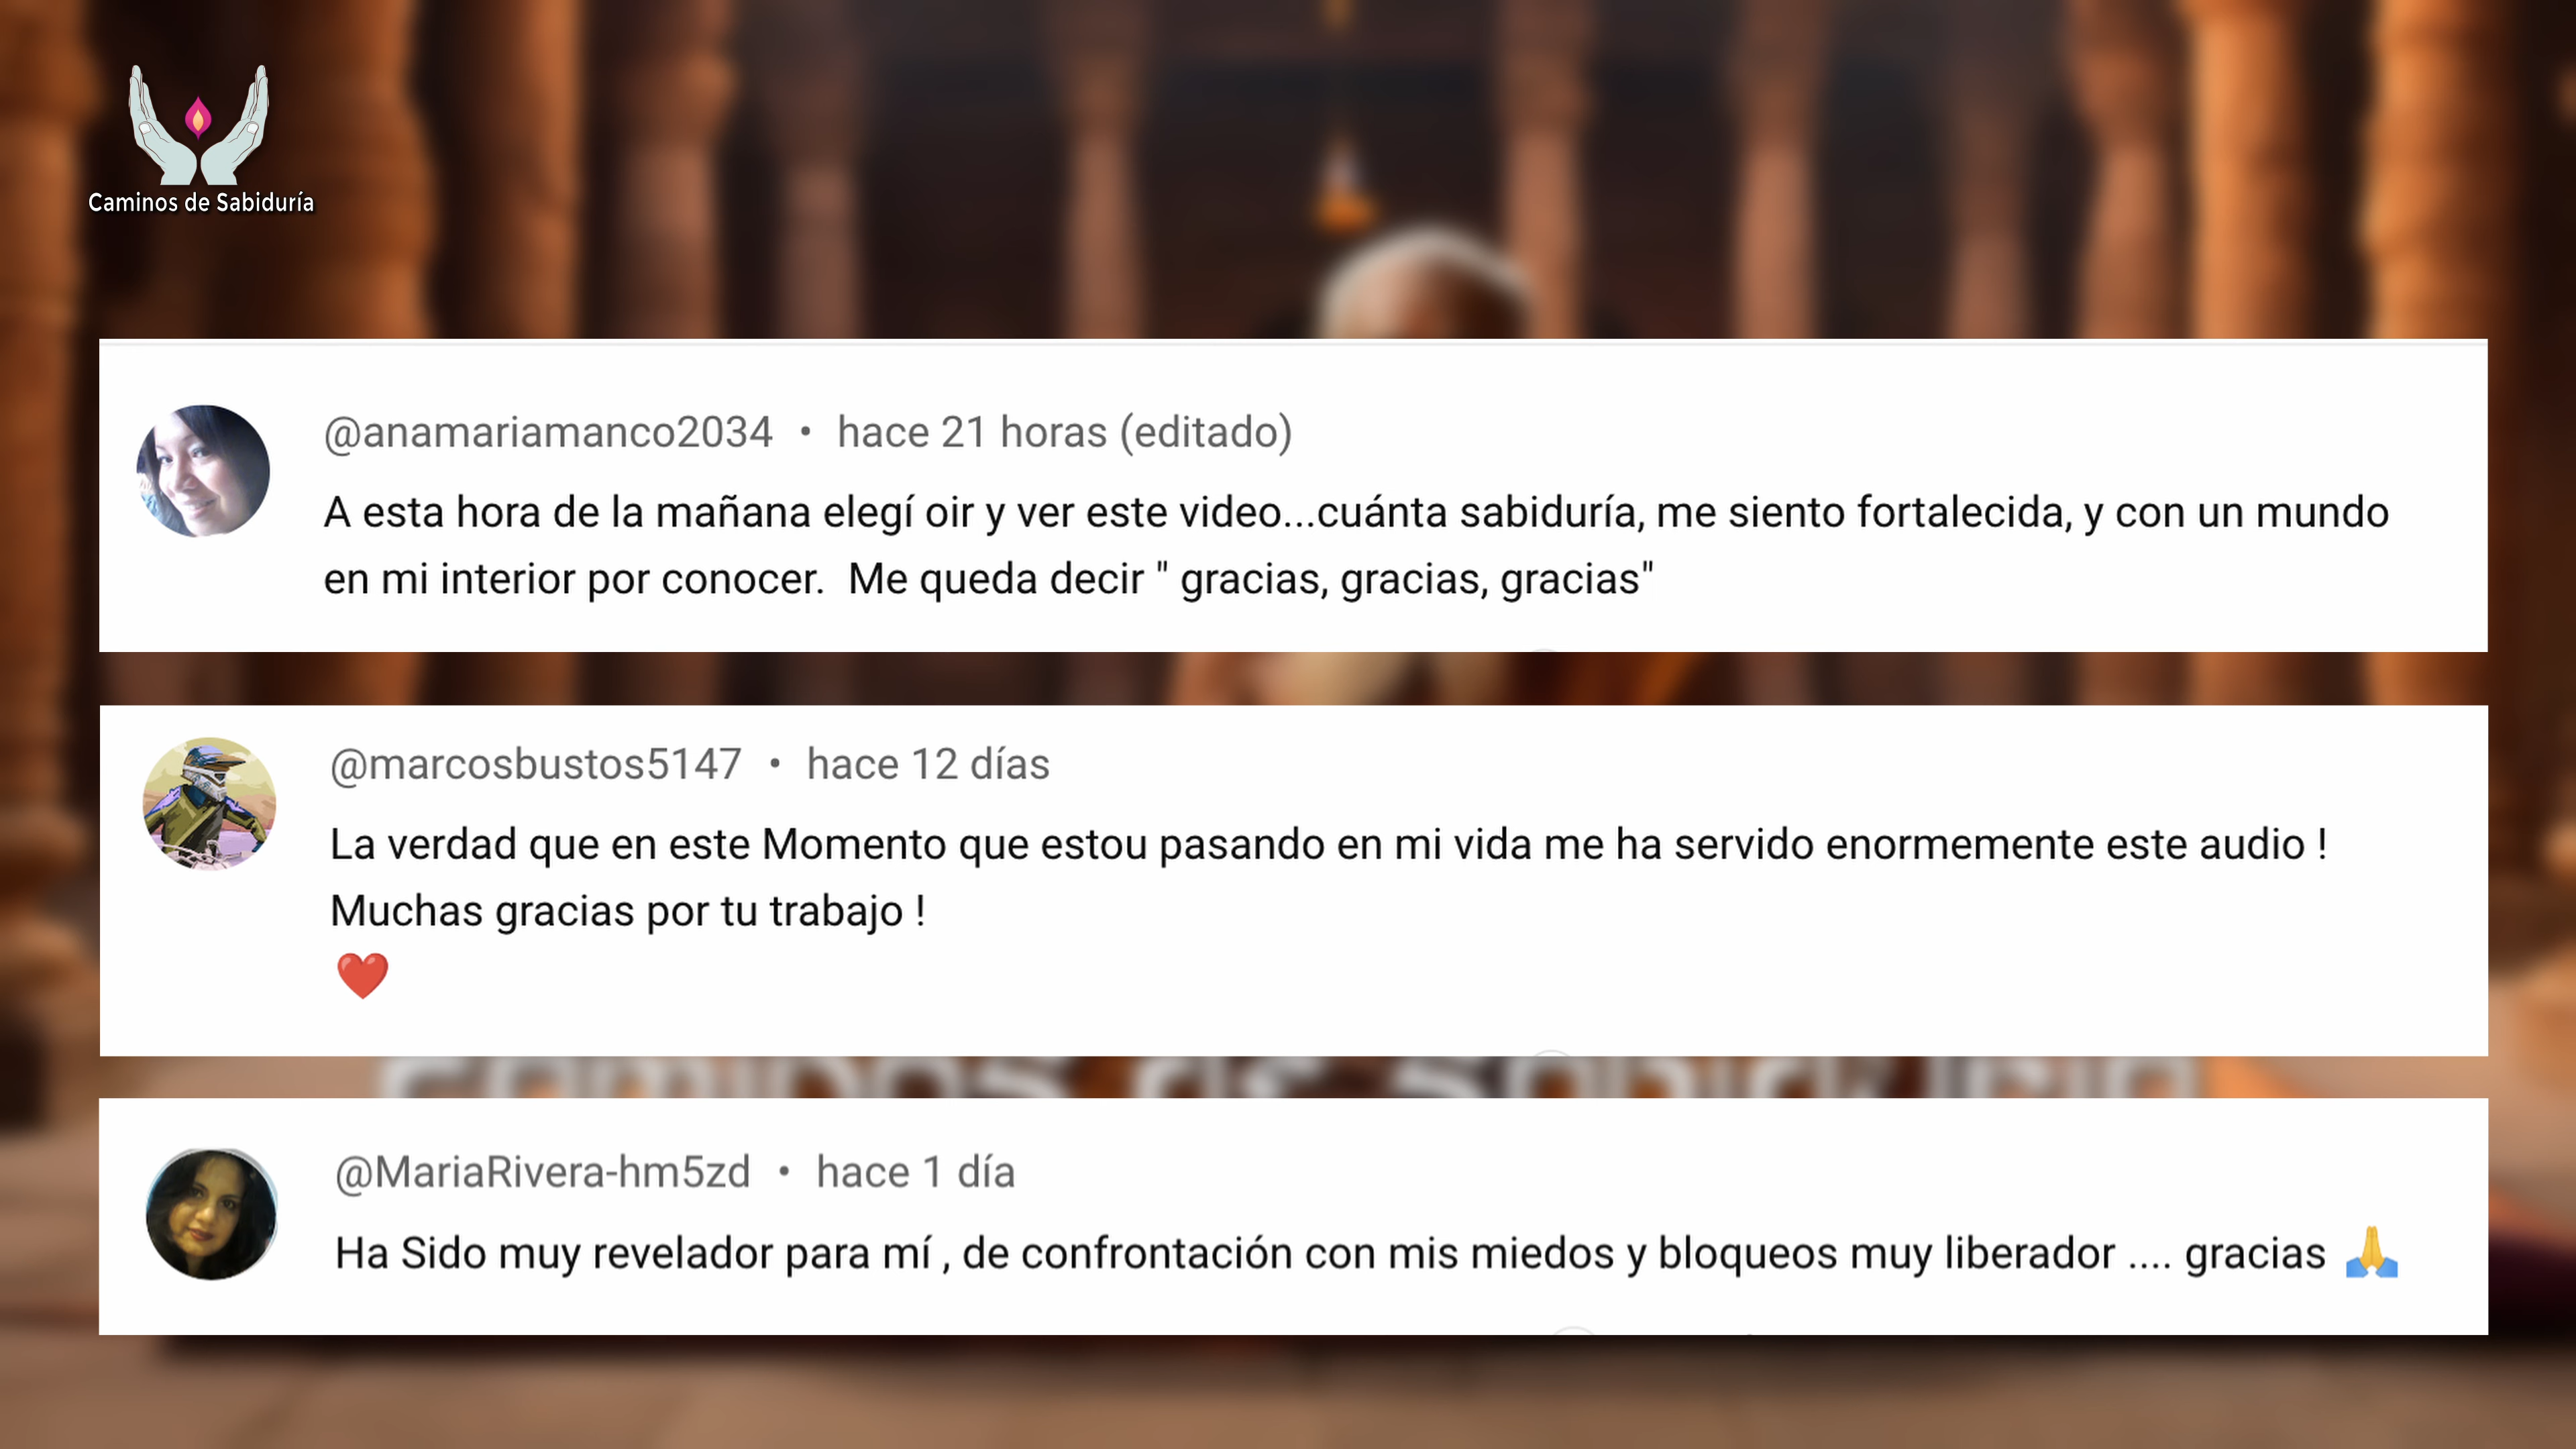 Caminos de Sabiduría
@anamariamanco2034 • hace 21 horas (editado)
A esta hora de la mañana elegí oir y ver este video...cuánta sabiduría, me siento fortalecida, y con un mundo
en mi interior por conocer.  Me queda decir " gracias, gracias, gracias"
@marcosbustos5147 • hace 12 días
La verdad que en este Momento que estou pasando en mi vida me ha servido enormemente este audio !
Muchas gracias por tu trabajo !
❤️
caminos de sabiduria
@MariaRivera-hm5zd • hace 1 día
Ha Sido muy revelador para mí , de confrontación con mis miedos y bloqueos muy liberador .... gracias 🙏